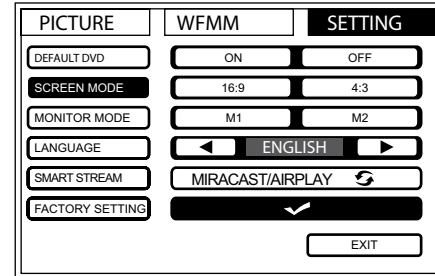 PICTURE WFMM SETTING
DEFAULT DVD ON OFF
SCREEN MODE 16:9 4:3
MONITOR MODE M1 M2
LANGUAGE ENGLISH
SMART STREAM MIRACAST/AIRPLAY
FACTORY SETTING
EXIT